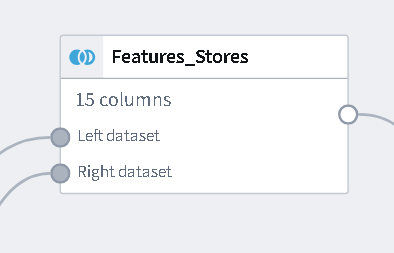 Features_Stores
15 columns
Left dataset
Right dataset